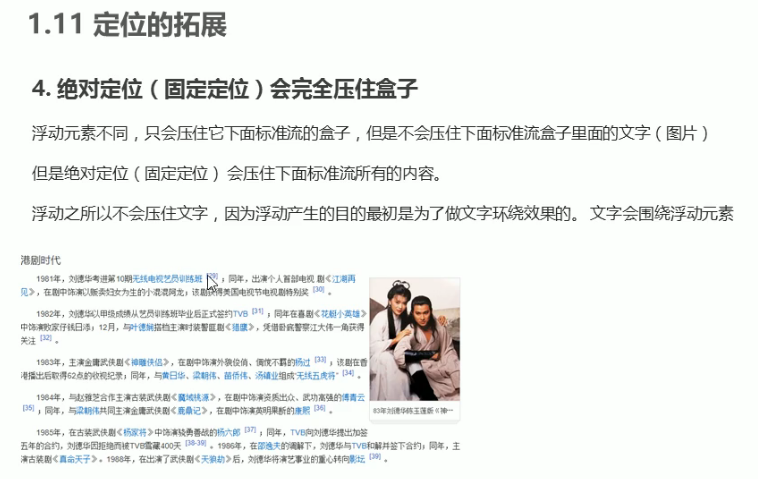 1.11 定位的拓展
4. 绝对定位（固定定位）会完全压住盒子
浮动元素不同，只会压住它下面标准流的盒子，但是不会压住下面标准流盒子里面的文字（图片）
但是绝对定位（固定定位） 会压住下面标准流所有的内容。
浮动之所以不会压住文字，因为浮动产生的目的最初是为了做文字环绕效果的。 文字会围绕浮动元素
港剧时代
1981年，刘德华考进第10期无线电视艺员训练班 [29] ；同年，出演个人首部电视 剧《江湖再
见》，在剧中饰演以贩卖妇女为生的小混混阿龙；该剧获得美国电视节电视剧特别奖 [30] 。
1982年，刘德华以甲级成绩从艺员训练班毕业后正式签约TVB [31] ；同年在喜剧《花艇小英雄》
中饰演败家仔钱日添；12月，与叶德娴搭档主演时装警匪剧《猎鹰》，凭借卧底警察江大伟一角获得
关注 [32] 。
1983年，主演金庸武侠剧《神雕侠侣》，在剧中饰演外貌俊俏、倜傥不羁的杨过 [33] ；该剧在香
港播出后取得62点的收视纪录；同年，与黄日华、梁朝伟、苗侨伟、汤镇业组成“无线五虎将” [34] 。
83年刘德华陈玉莲版《神…
1984年，与赵雅芝合作主演古装武侠剧《魔域桃源》，在剧中饰演资质出众、武功高强的傅青云
[35] ；同年，与梁朝伟共同主演金庸武侠剧《鹿鼎记》，在剧中饰演英明果断的康熙 [36] 。
1985年，在古装武侠剧《杨家将》中饰演骁勇善战的杨六郎 [37] ；同年，TVB向刘德华提出加签
五年的合约，刘德华因拒绝而被TVB雪藏400天 [38-39] 。1986年，在邵逸夫的调解下，刘德华与TVB和解并签下合约；同年，主
演古装剧《真命天子》。1988年，在出演了武侠剧《天狼劫》后，刘德华将演艺事业的重心转向影坛 [39] 。